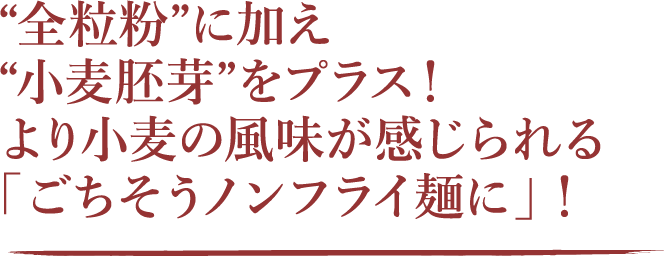 “全粒粉”に加え
“小麦胚芽”をプラス！
より小麦の風味が感じられる
「ごちそうノンフライ麺に」！